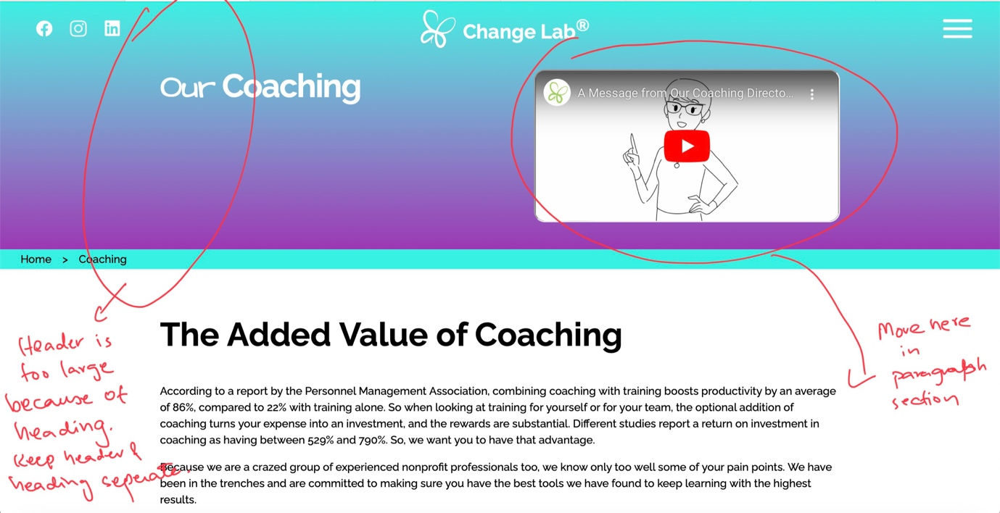 Change Lab®
Our Coaching
A Message from Our Coaching Directo...
Home > Coaching
The Added Value of Coaching
According to a report by the Personnel Management Association, combining coaching with training boosts productivity by an average
of 86%, compared to 22% with training alone. So when looking at training for yourself or for your team, the optional addition of
coaching turns your expense into an investment, and the rewards are substantial. Different studies report a return on investment in
coaching as having between 529% and 790%. So, we want you to have that advantage.
Because we are a crazed group of experienced nonprofit professionals too, we know only too well some of your pain points. We have
been in the trenches and are committed to making sure you have the best tools we have found to keep learning with the highest
results.
Header is
too large
because of
heading.
Keep header &
heading seperate.
Move here
in
paragraph
section